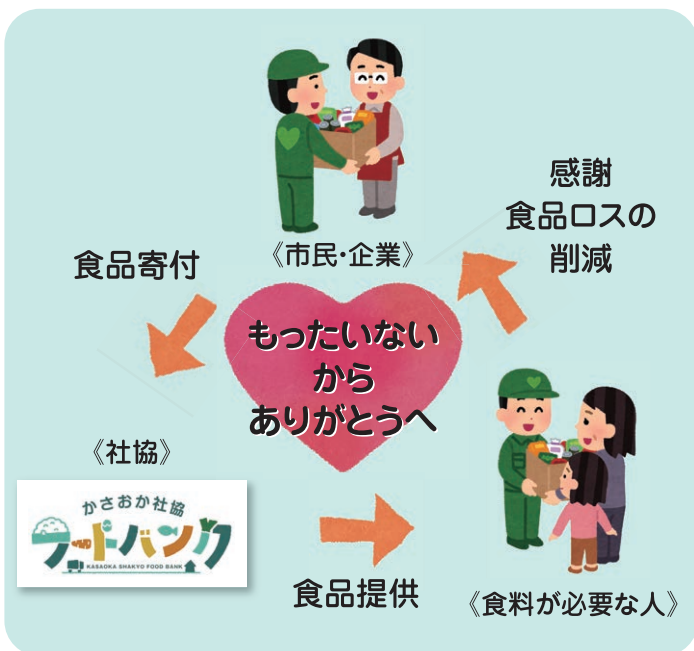 《市民・企業》
食品寄付
感謝
食品ロスの
削減
もったいない
から
ありがとうへ
《社協》
かさおか社協
フードバンク
KASAOKA SHAKYO FOOD BANK
食品提供
《食料が必要な人》